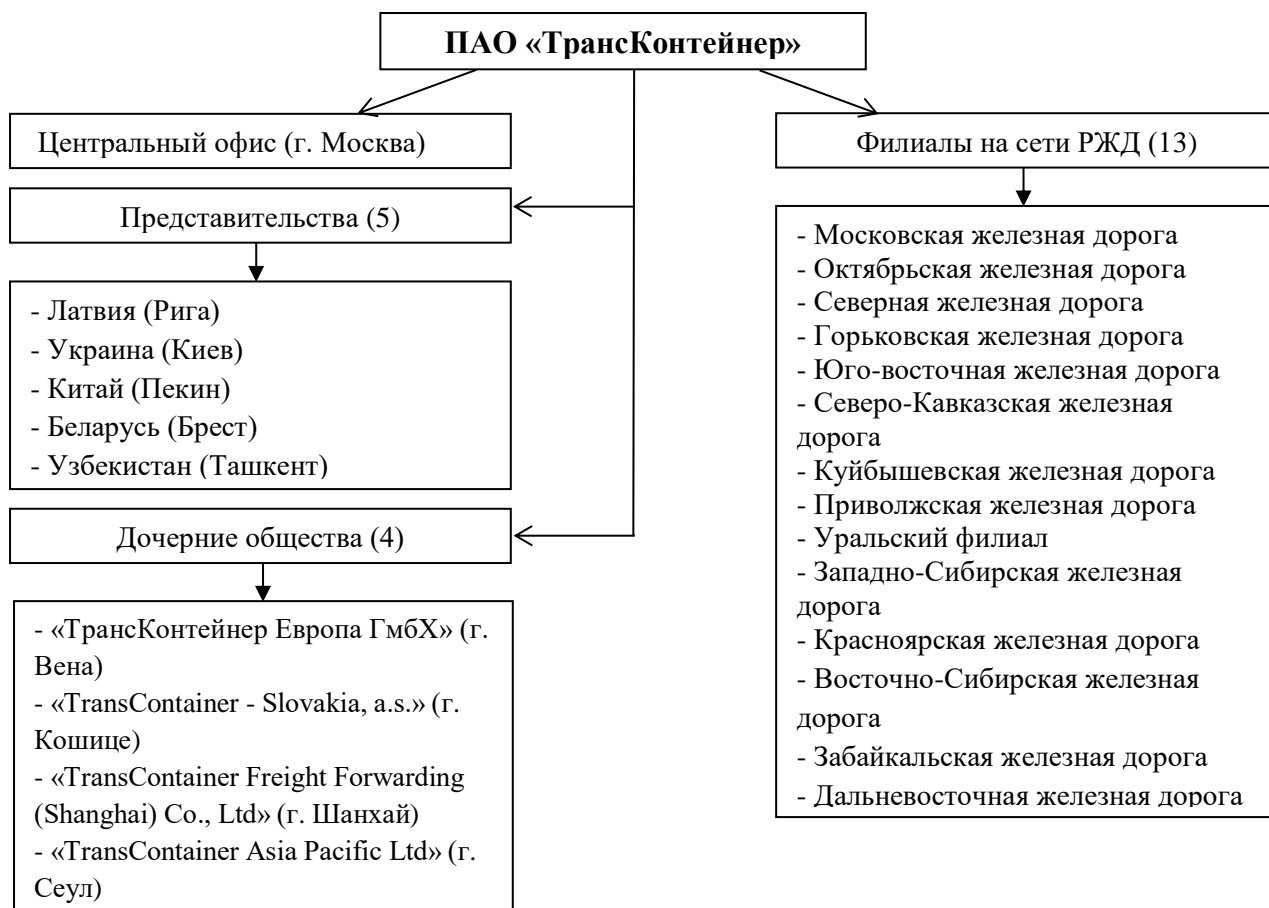 ПАО «ТрансКонтейнер»
Центральный офис (г. Москва)
Представительства (5)
- Латвия (Рига)
- Украина (Киев)
- Китай (Пекин)
- Беларусь (Брест)
- Узбекистан (Ташкент)
Дочерние общества (4)
- «ТрансКонтейнер Европа ГмбХ» (г.
Вена)
- «TransContainer - Slovakia, a.s.» (г.
Кошице)
- «TransContainer Freight Forwarding
(Shanghai) Co., Ltd» (г. Шанхай)
- «TransContainer Asia Pacific Ltd» (г.
Сеул)
Филиалы на сети РЖД (13)
- Московская железная дорога
- Октябрьская железная дорога
- Северная железная дорога
- Горьковская железная дорога
- Юго-восточная железная дорога
- Северо-Кавказская железная
дорога
- Куйбышевская железная дорога
- Приволжская железная дорога
- Уральский филиал
- Западно-Сибирская железная
дорога
- Красноярская железная дорога
- Восточно-Сибирская железная
дорога
- Забайкальская железная дорога
- Дальневосточная железная дорога